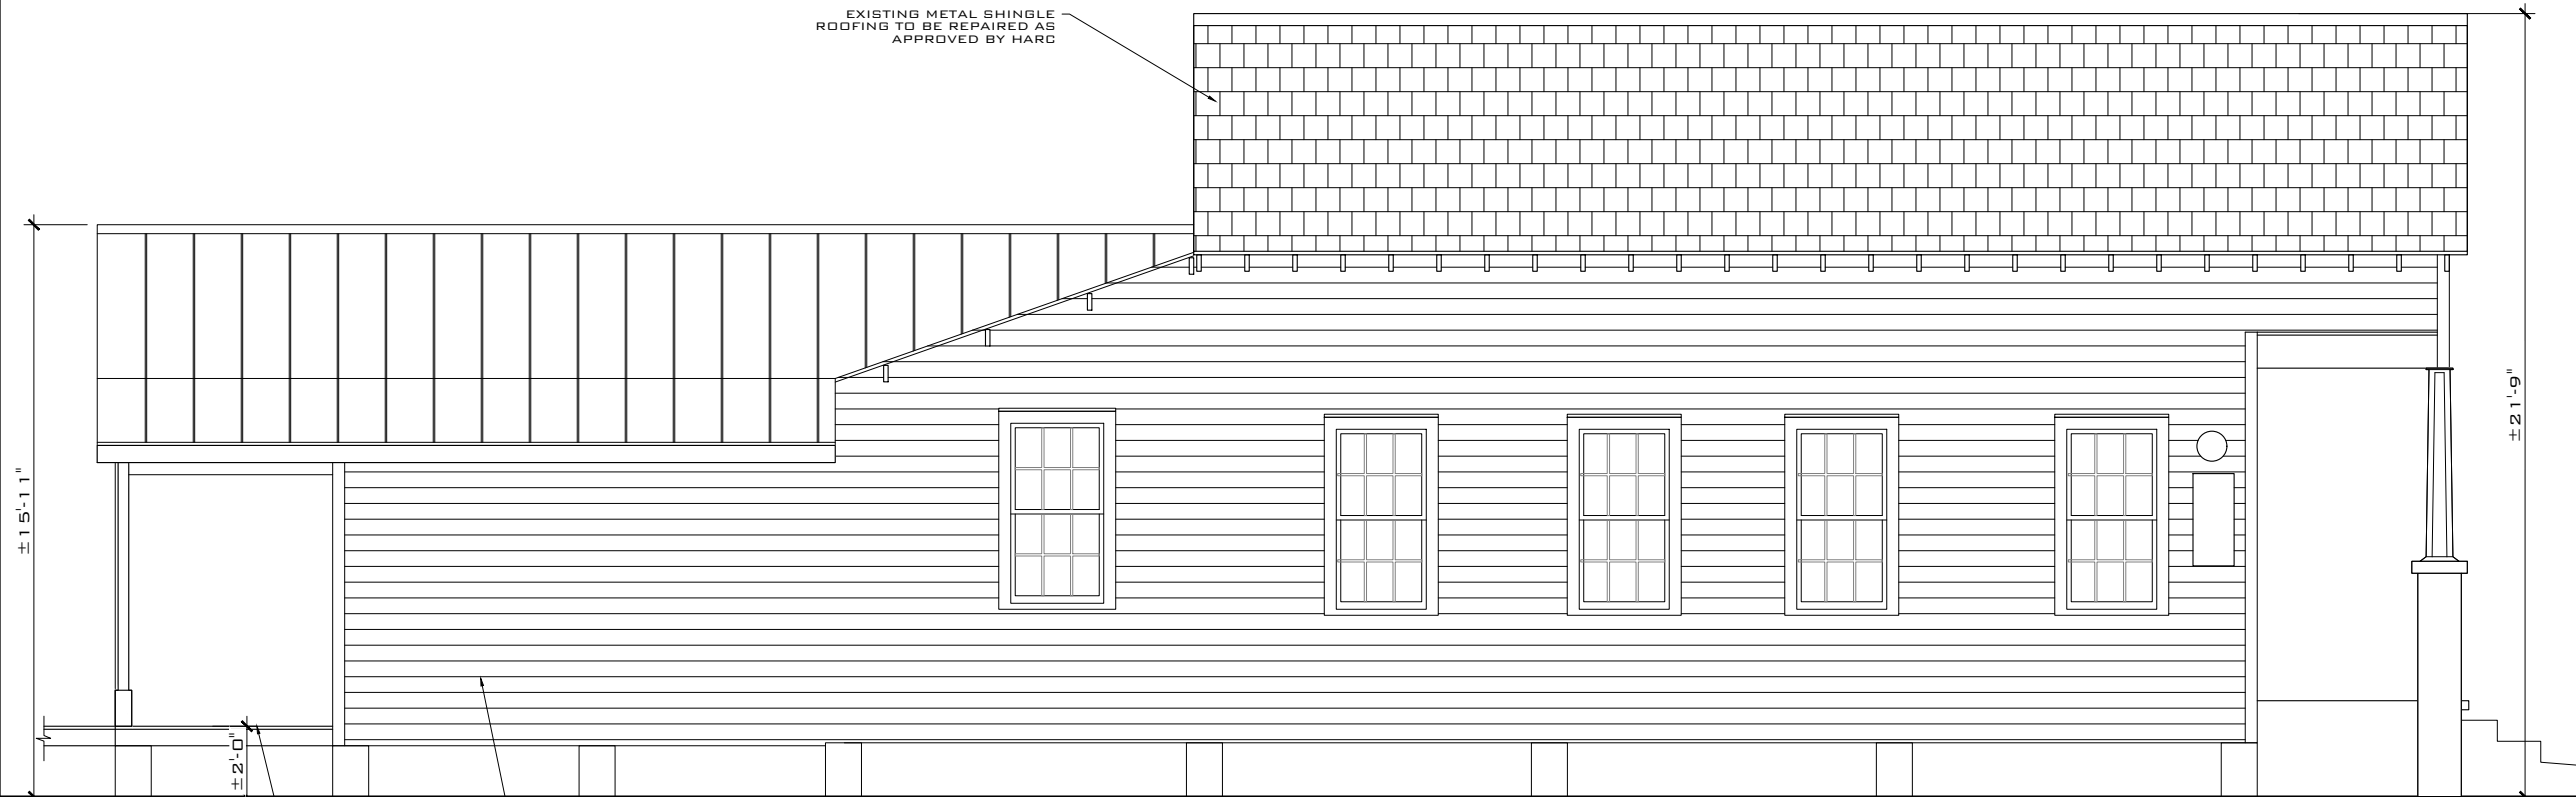 EXISTING METAL SHINGLE
ROOFING TO BE REPAIRED AS
APPROVED BY HARC
±21'-9"
±15'-11"
±2'-0"